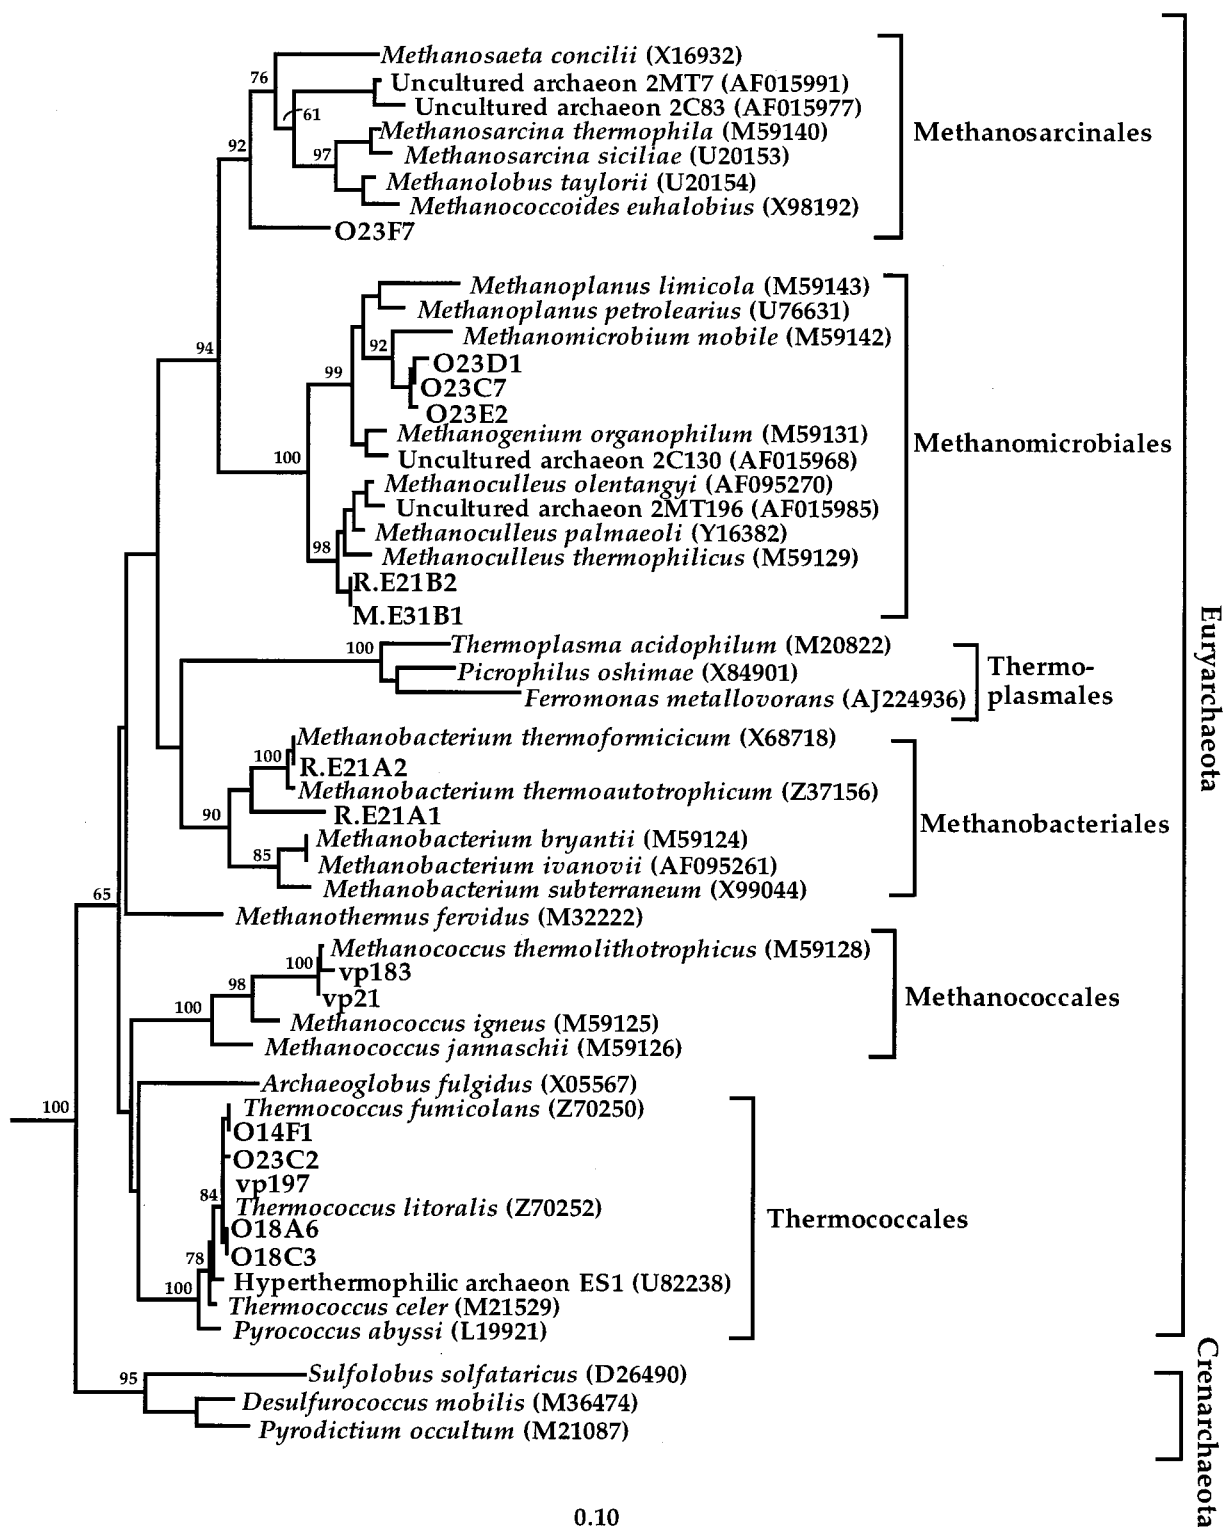 Methanosaeta concilii (X16932)
76
Uncultured archaeon 2MT7 (AF015991)
61
Uncultured archaeon 2C83 (AF015977)
Methanosarcina thermophila (M59140)
Methanosarcinales
92
97
Methanosarcina siciliae (U20153)
Methanolobus taylorii (U20154)
Methanococcoides euhalobius (X98192)
O23F7
Methanoplanus limicola (M59143)
Methanoplanus petrolearius (U76631)
Methanomicrobium mobile (M59142)
94
92
O23D1
99
O23C7
O23E2
Methanogenium organophilum (M59131)
Methanomicrobiales
100
Uncultured archaeon 2C130 (AF015968)
Methanoculleus olentangyi (AF095270)
Uncultured archaeon 2MT196 (AF015985)
Methanoculleus palmaeoli (Y16382)
98
Methanoculleus thermophilicus (M59129)
R.E21B2
M.E31B1
Euryarchaeota
100
Thermoplasma acidophilum (M20822)
Picrophilus oshimae (X84901)
Thermo-
plasmales
Ferromonas metallovorans (AJ224936)
Methanobacterium thermoformicicum (X68718)
100
R.E21A2
Methanobacterium thermoautotrophicum (Z37156)
90
R.E21A1
Methanobacteriales
Methanobacterium bryantii (M59124)
85
Methanobacterium ivanovii (AF095261)
Methanobacterium subterraneum (X99044)
65
Methanothermus fervidus (M32222)
Methanococcus thermolithotrophicus (M59128)
100
vp183
98
vp21
Methanococcales
100
Methanococcus igneus (M59125)
Methanococcus jannaschii (M59126)
Archaeoglobus fulgidus (X05567)
100
Thermococcus fumicolans (Z70250)
O14F1
O23C2
vp197
84
Thermococcus litoralis (Z70252)
Thermococcales
O18A6
O18C3
78
100
Hyperthermophilic archaeon ES1 (U82238)
Thermococcus celer (M21529)
Pyrococcus abyssi (L19921)
Crenarchaeota
95
Sulfolobus solfataricus (D26490)
Desulfurococcus mobilis (M36474)
Pyrodictium occultum (M21087)
0.10